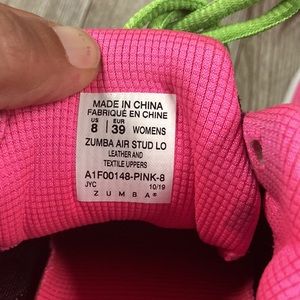 MADE IN CHINA
FABRIQUÉ EN CHINE
US EUR
8 39 WOMENS
ZUMBA AIR STUD LO
LEATHER AND
TEXTILE UPPERS
A1F00148-PINK-8
JYC 10/19
ZUMBA®